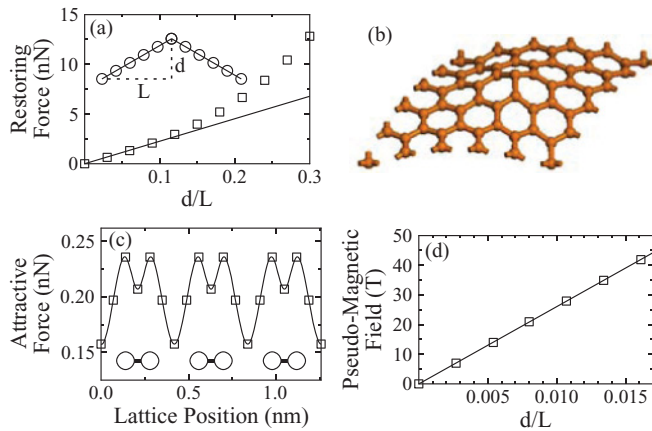 (a)
15
10
5
0
Restoring
Force (nN)
d
L
0.1
0.2
0.3
d/L
(b)
(c)
0.25
0.20
0.15
Attractive
Force (nN)
0.0
0.5
1.0
Lattice Position (nm)
(d)
50
40
30
20
10
0
Pseudo-Magnetic
Field (T)
0.005
0.010
0.015
d/L